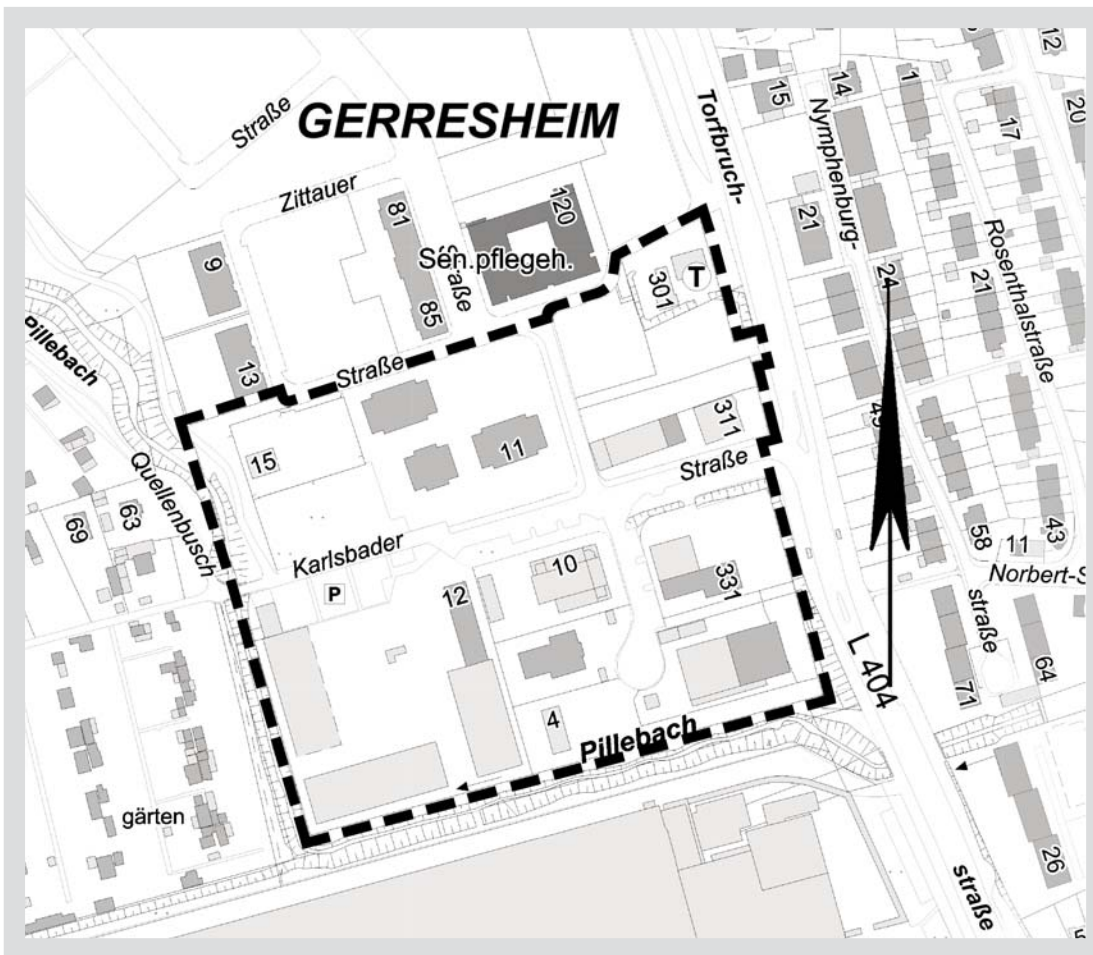 GERRESHEIM
Straße
Zittauer
Torfbruch-
Nymphenburg-
Rosenthalstraße
12
15
14
1
17
20
120
81
Sen.pflegeh.
Straße
85
9
13
21
24
21
301
T
Pillebach
Straße
311
49
15
11
Straße
Quellenbusch
69
63
58
11
43
Norbert-S
Karlsbader
P
12
10
331
straße
64
71
L 404
4
Pillebach
gärten
26
straße